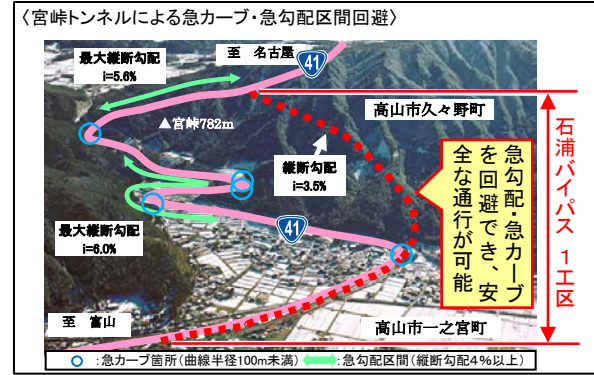 〈宮峠トンネルによる急カーブ・急勾配区間回避〉
至 名古屋
最大縦断勾配
i=5.6%
41
高山市久々野町
▲宮峠782m
縦断勾配
i=3.5%
急勾配・急カーブ
を回避でき、安
全な通行が可能
石浦バイパス 1工区
最大縦断勾配
i=6.0%
41
至 富山
高山市一之宮町
○ :急カーブ箇所(曲線半径100m未満) :急勾配区間(縦断勾配4%以上)